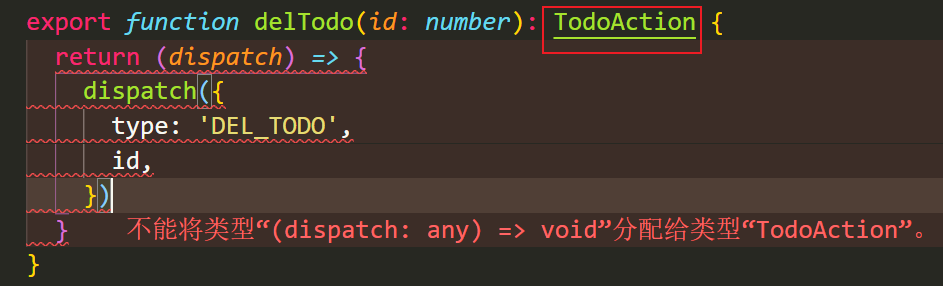 export function delTodo(id: number): TodoAction {
  return (dispatch) => {
    dispatch({
      type: 'DEL_TODO',
      id,
    })
  } 不能将类型“(dispatch: any) => void”分配给类型“TodoAction”。
}